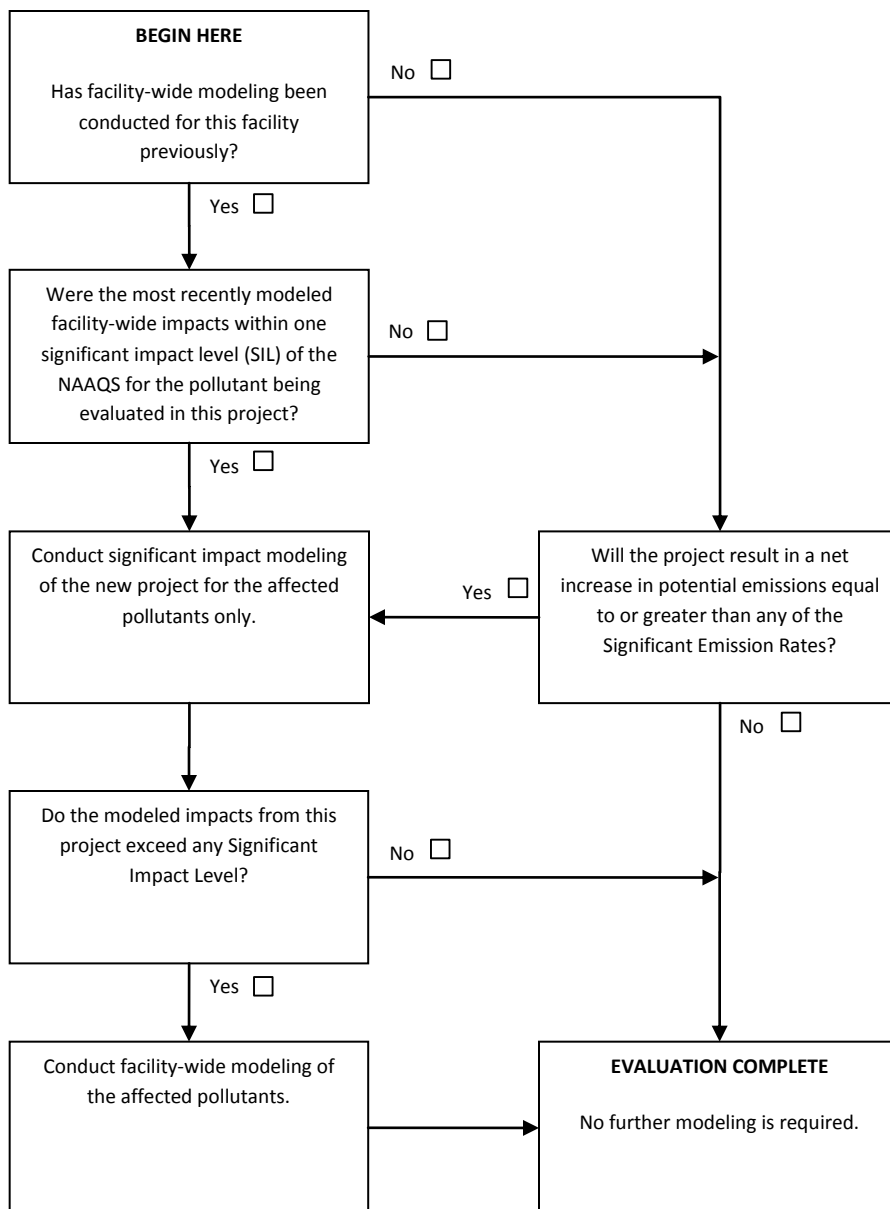 BEGIN HERE
Has facility-wide modeling been
conducted for this facility
previously?
No
Yes
Were the most recently modeled
facility-wide impacts within one
significant impact level (SIL) of the
NAAQS for the pollutant being
evaluated in this project?
No
Yes
Conduct significant impact modeling
of the new project for the affected
pollutants only.
Yes
Will the project result in a net
increase in potential emissions equal
to or greater than any of the
Significant Emission Rates?
No
Do the modeled impacts from this
project exceed any Significant
Impact Level?
No
Yes
Conduct facility-wide modeling of
the affected pollutants.
EVALUATION COMPLETE
No further modeling is required.